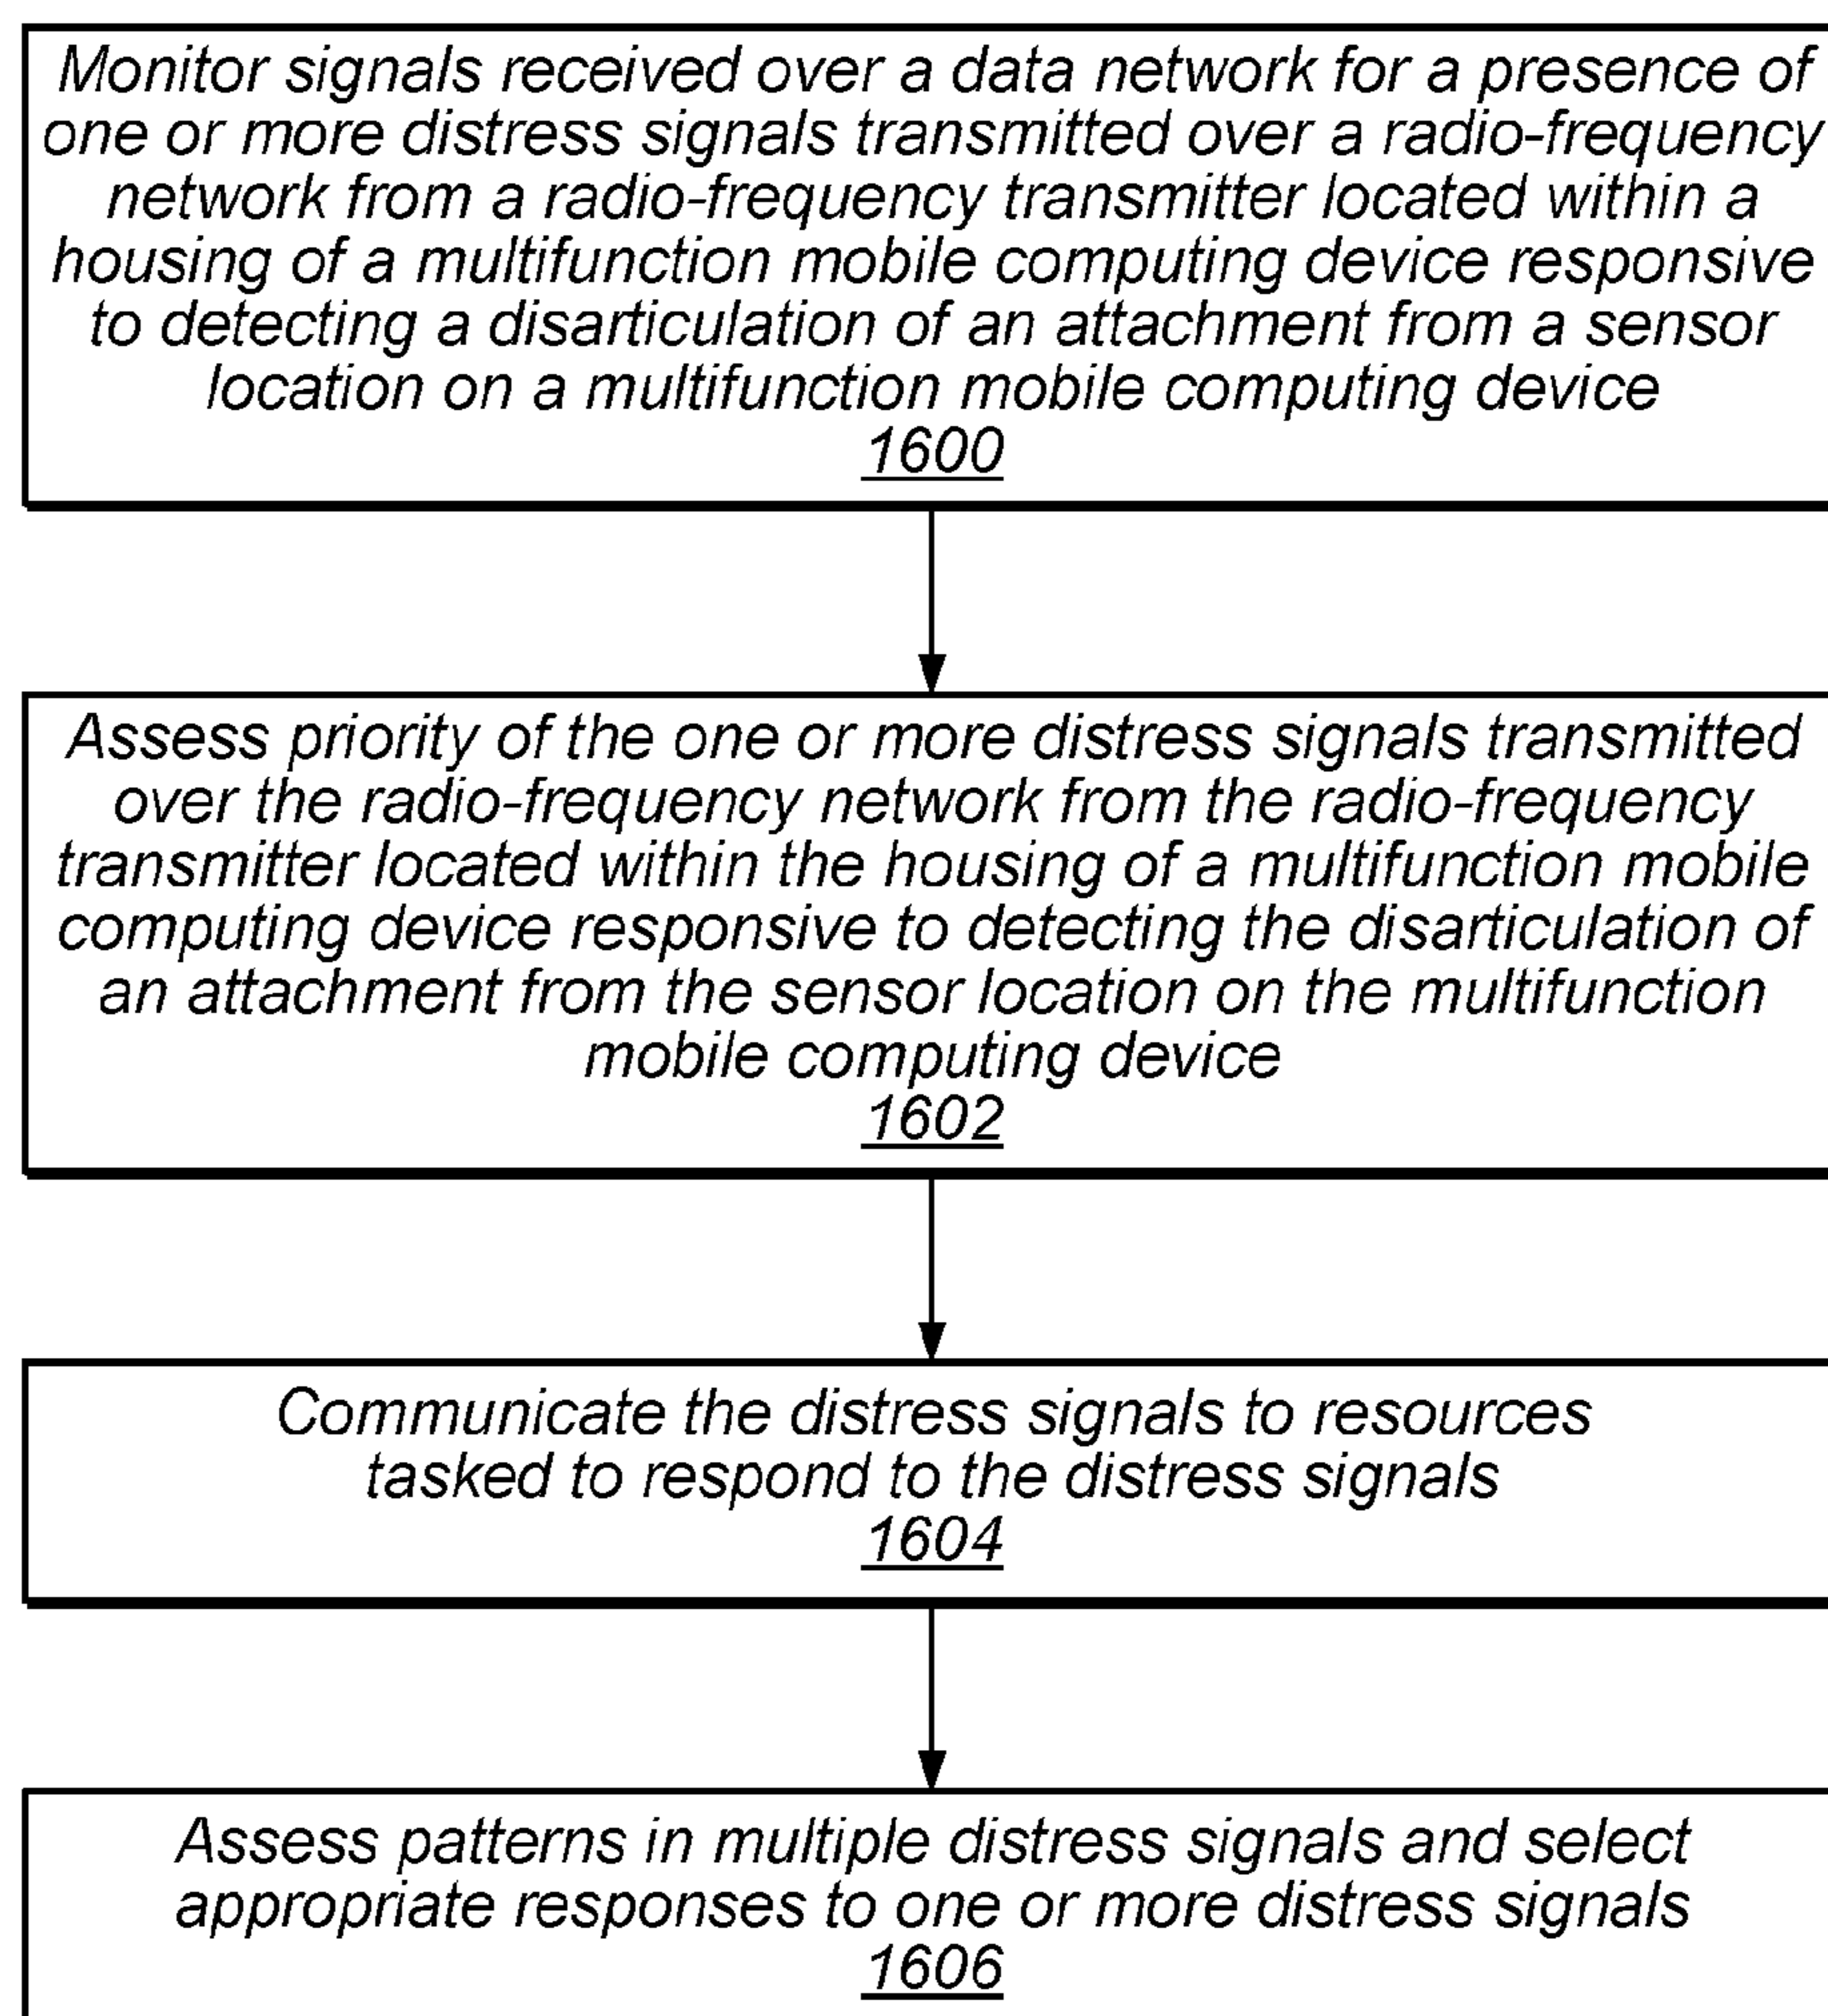 Monitor signals received over a data network for a presence of
one or more distress signals transmitted over a radio-frequency
network from a radio-frequency transmitter located within a
housing of a multifunction mobile computing device responsive
to detecting a disarticulation of an attachment from a sensor
location on a multifunction mobile computing device
1600
Assess priority of the one or more distress signals transmitted
over the radio-frequency network from the radio-frequency
transmitter located within the housing of a multifunction mobile
computing device responsive to detecting the disarticulation of
an attachment from the sensor location on the multifunction
mobile computing device
1602
Communicate the distress signals to resources
tasked to respond to the distress signals
1604
Assess patterns in multiple distress signals and select
appropriate responses to one or more distress signals
1606